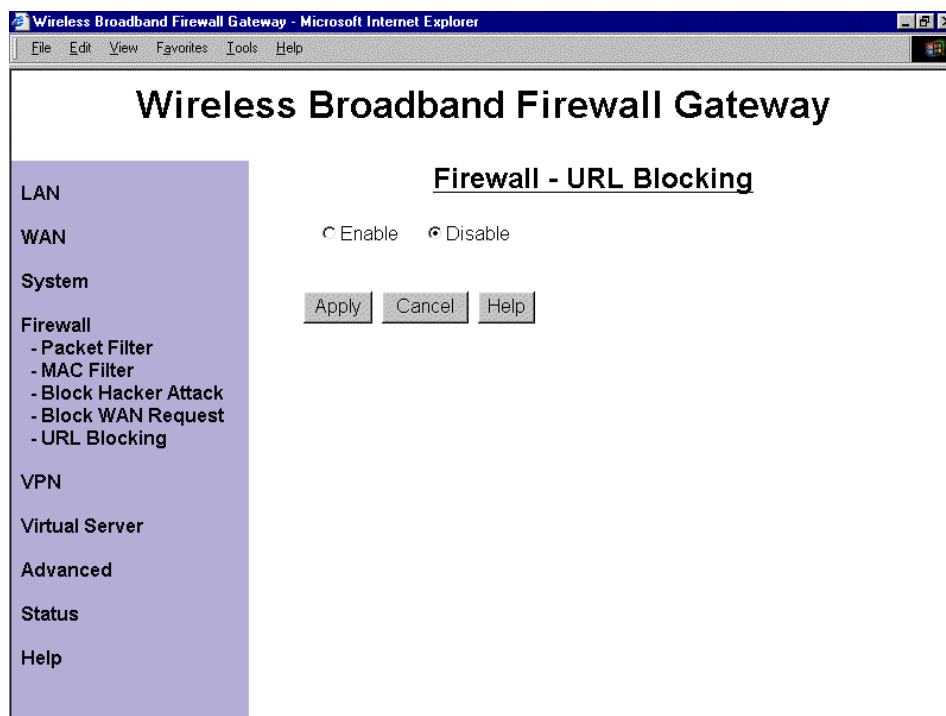 Wireless Broadband Firewall Gateway - Microsoft Internet Explorer
File Edit View Favorites Tools Help
Wireless Broadband Firewall Gateway
LAN
WAN
System
Firewall
- Packet Filter
- MAC Filter
- Block Hacker Attack
- Block WAN Request
- URL Blocking
VPN
Virtual Server
Advanced
Status
Help
Firewall - URL Blocking
Enable Disable
Apply Cancel Help